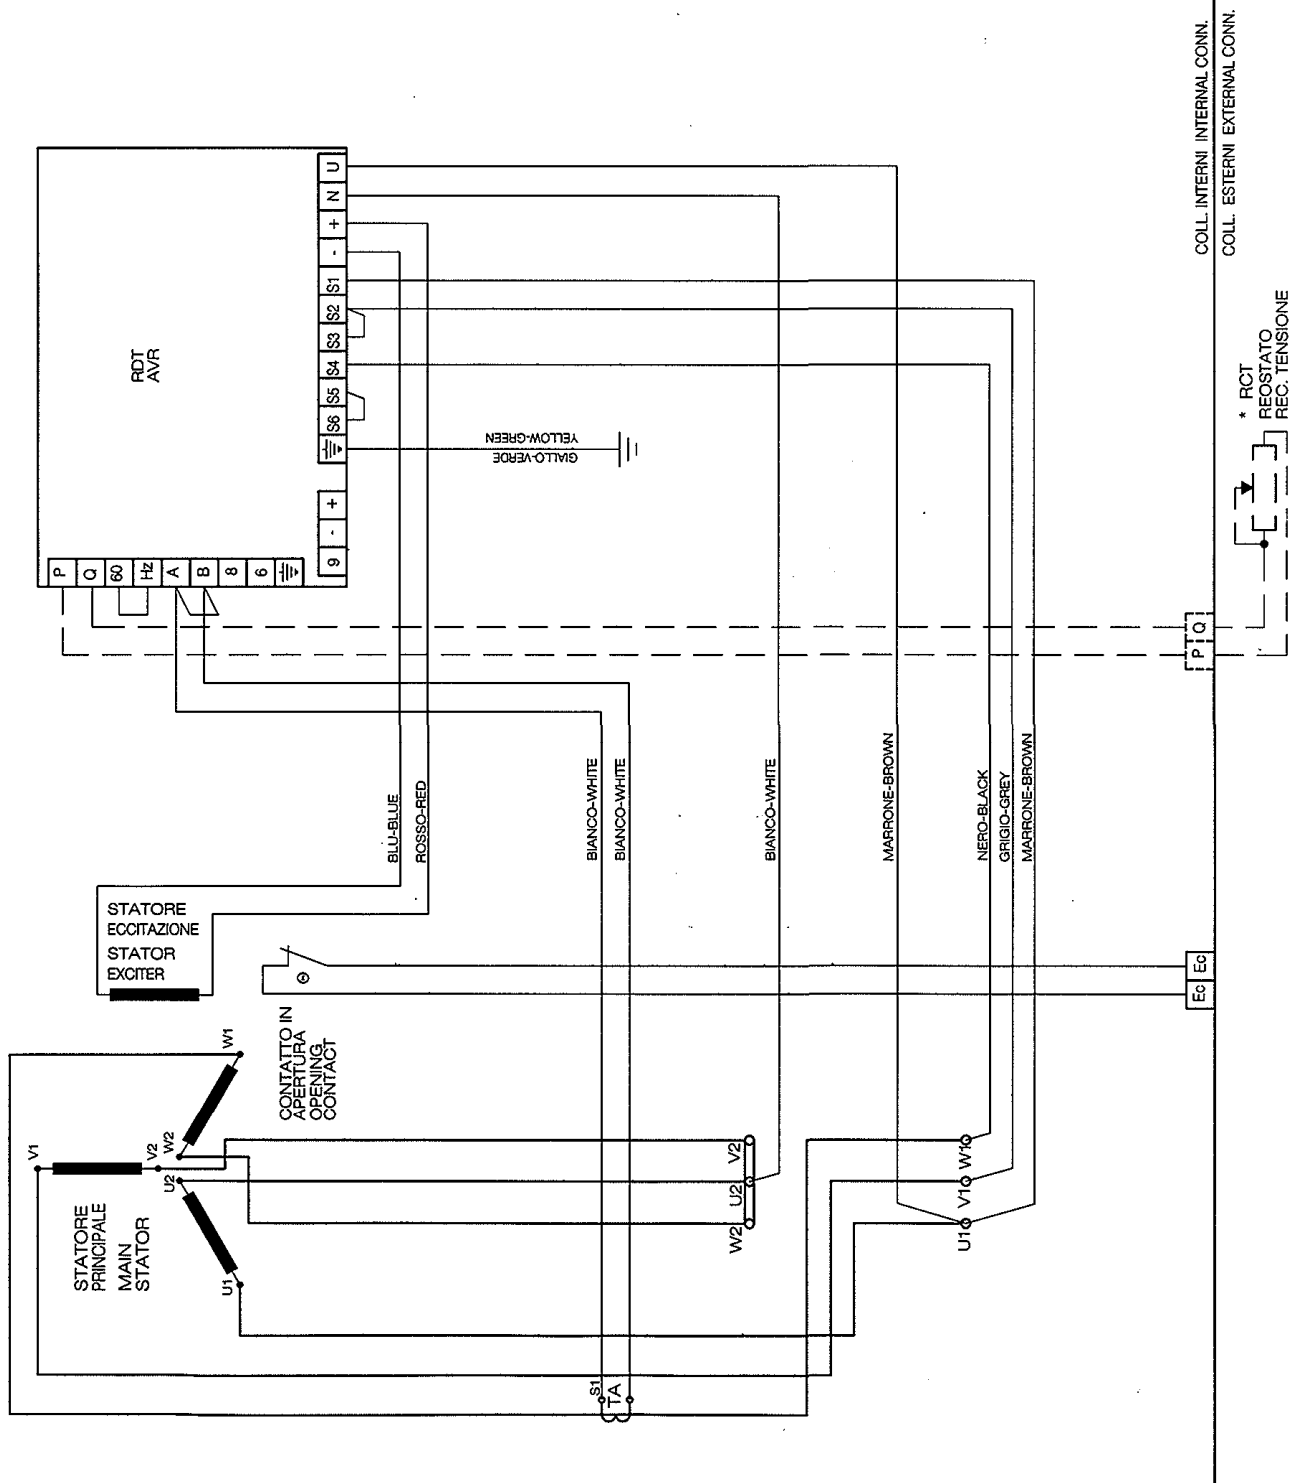 COLL. INTERNI INTERNAL CONN.
COLL. ESTERNI EXTERNAL CONN.
RDT
AVR
U
N
+
-
S1
S2
S3
S4
S5
S6
+
-
9
P
Q
60
Hz
A
B
8
6
GIALLO-VERDE
YELLOW-GREEN
* RCT
REOSTATO
REC. TENSIONE
Q
P
BLU-BLUE
ROSSO-RED
BIANCO-WHITE
BIANCO-WHITE
BIANCO-WHITE
MARRONE-BROWN
NERO-BLACK
GRIGIO-GREY
MARRONE-BROWN
STATORE
ECCITAZIONE
STATOR
EXCITER
Ec
Ec
CONTATTO IN
APERTURA
OPENING
CONTACT
W1
V1
V2
W2
U2
U1
STATORE
PRINCIPALE
MAIN
STATOR
V2
U2
W2
W1
V1
U1
S1
TA